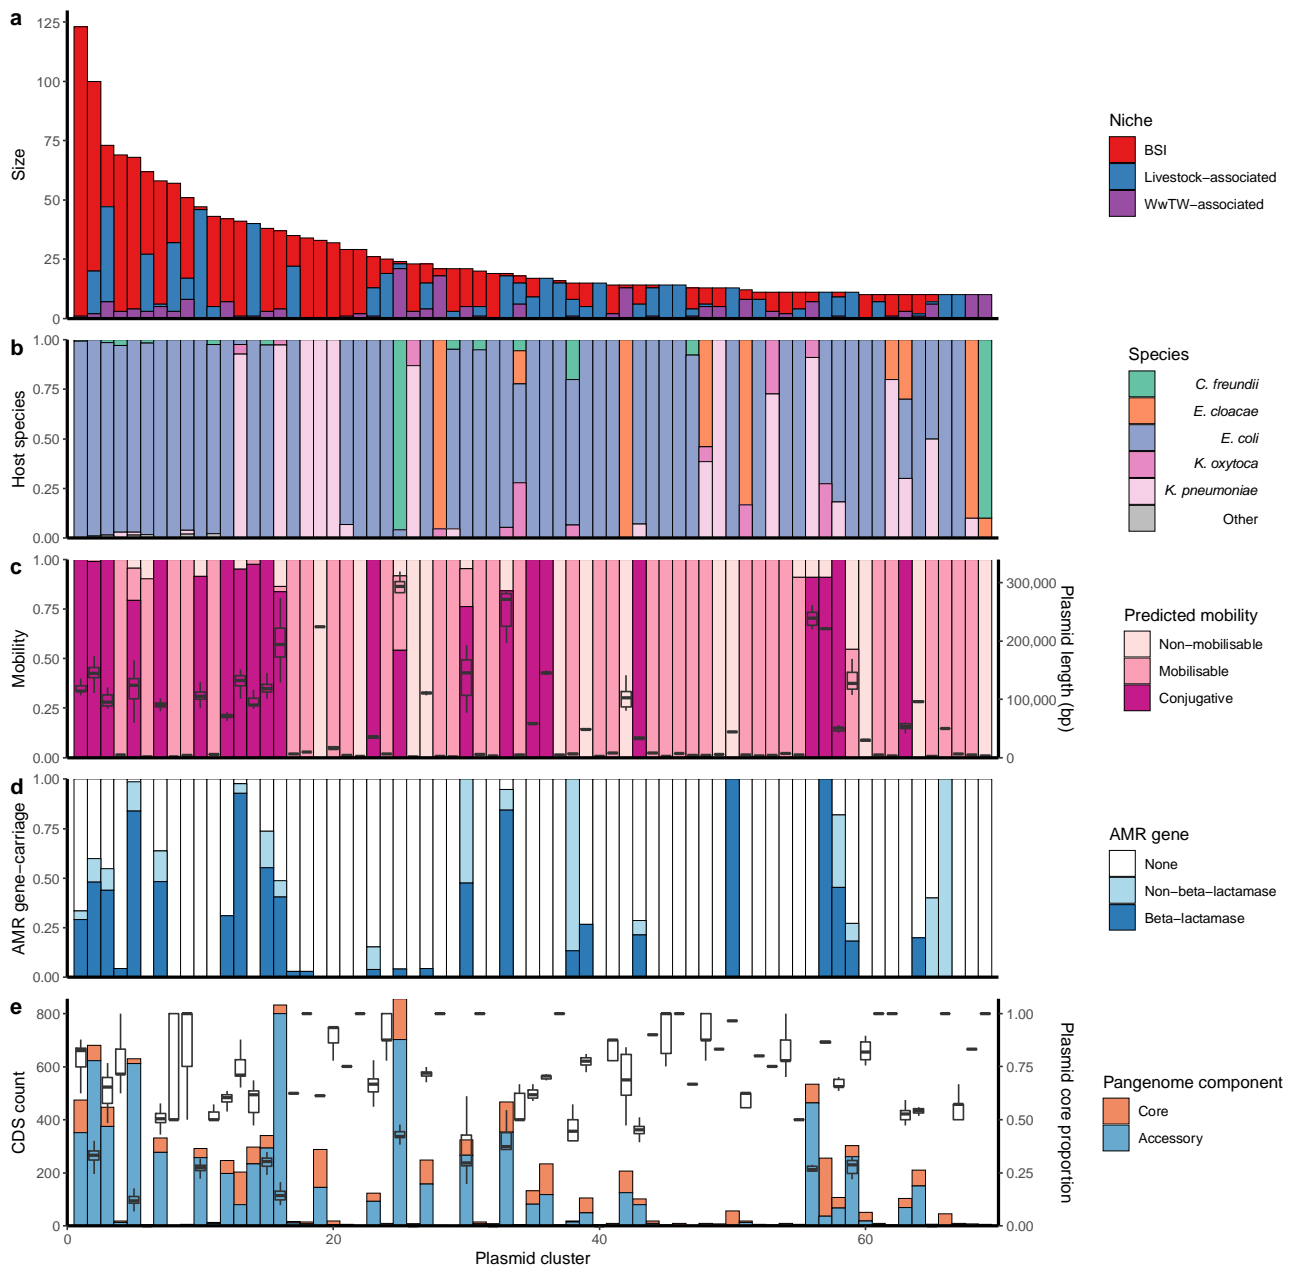 a
125
100
75
50
25
0
Size
Niche
BSI
Livestock−associated
WwTW−associated
b
1.00
0.75
0.50
0.25
0.00
Host species
Species
C. freundii
E. cloacae
E. coli
K. oxytoca
K. pneumoniae
Other
c
1.00
0.75
0.50
0.25
0.00
Mobility
300,000
200,000
100,000
0
Plasmid length (bp)
Predicted mobility
Non−mobilisable
Mobilisable
Conjugative
d
1.00
0.75
0.50
0.25
0.00
AMR gene−carriage
AMR gene
None
Non−beta−lactamase
Beta−lactamase
e
800
600
400
200
0
CDS count
1.00
0.75
0.50
0.25
0.00
Plasmid core proportion
Pangenome component
Core
Accessory
0
20
40
60
Plasmid cluster